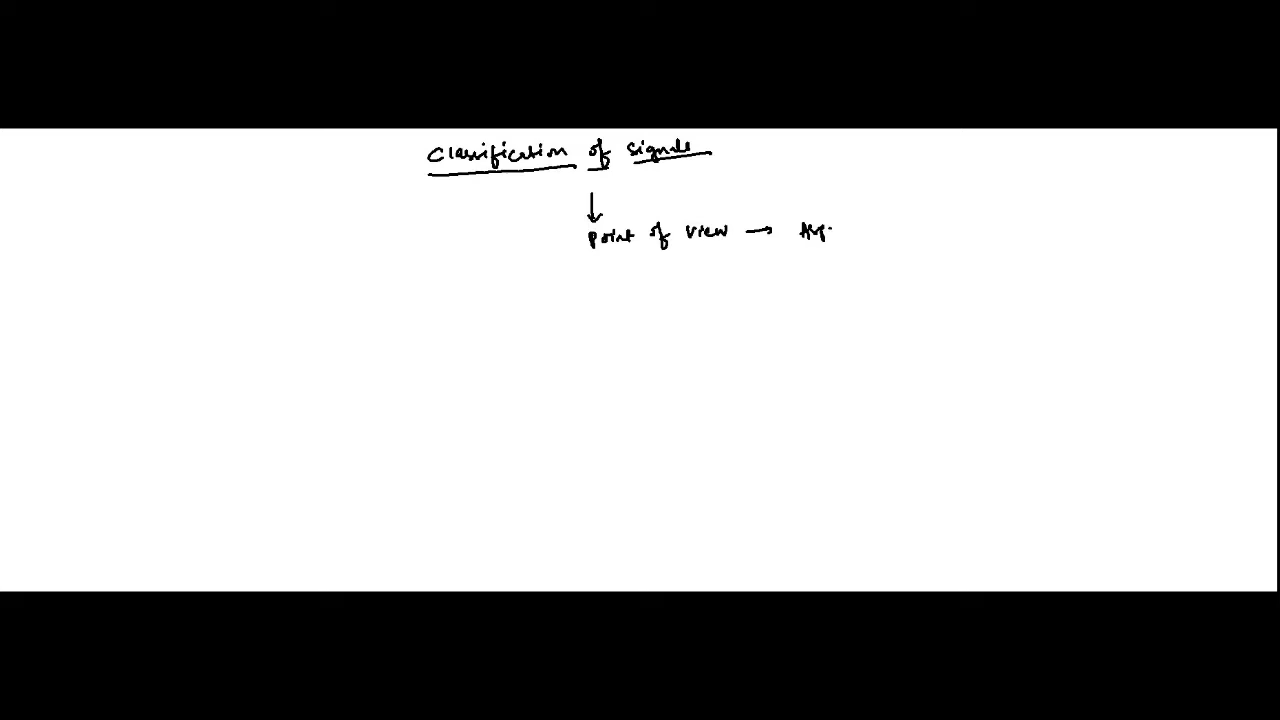 Classification of Signals
↓
Point of view →